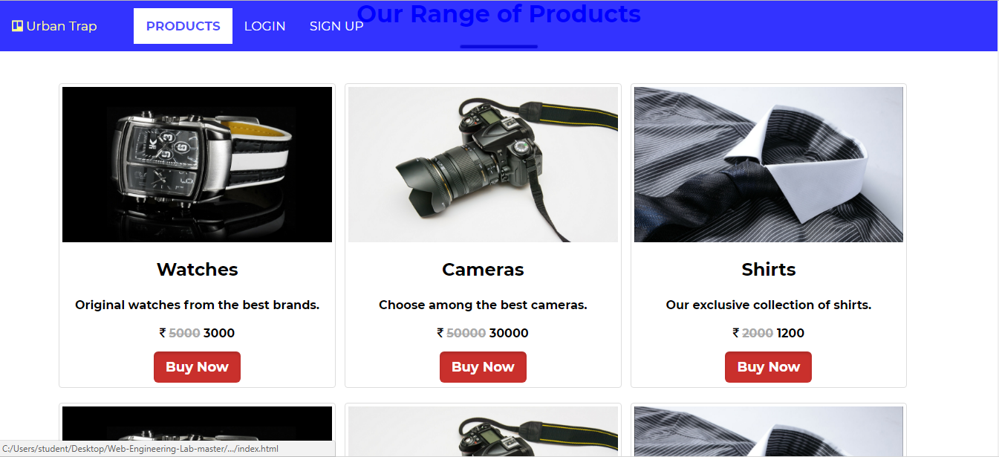 Our Range of Products
Urban Trap PRODUCTS LOGIN SIGN UP
Watches
Original watches from the best brands.
₹ 5000 3000
Buy Now
Cameras
Choose among the best cameras.
₹ 50000 30000
Buy Now
Shirts
Our exclusive collection of shirts.
₹ 2000 1200
Buy Now
C:/Users/student/Desktop/Web-Engineering-Lab-master/.../index.html